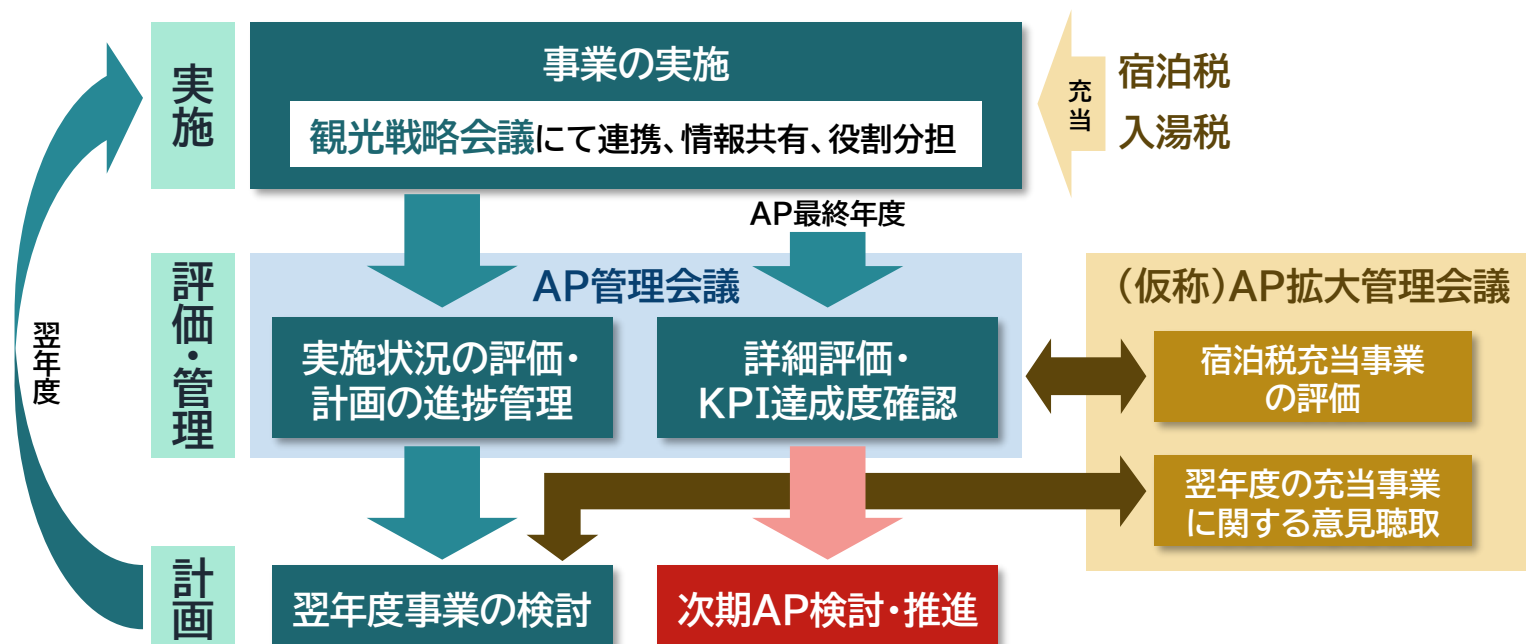 実施
事業の実施
観光戦略会議にて連携、情報共有、役割分担
充当
宿泊税
入湯税
AP最終年度
評価・管理
AP管理会議
実施状況の評価・
計画の進捗管理
詳細評価・
KPI達成度確認
（仮称）AP拡大管理会議
宿泊税充当事業
の評価
翌年度の充当事業
に関する意見聴取
翌年度
計画
翌年度事業の検討
次期AP検討・推進